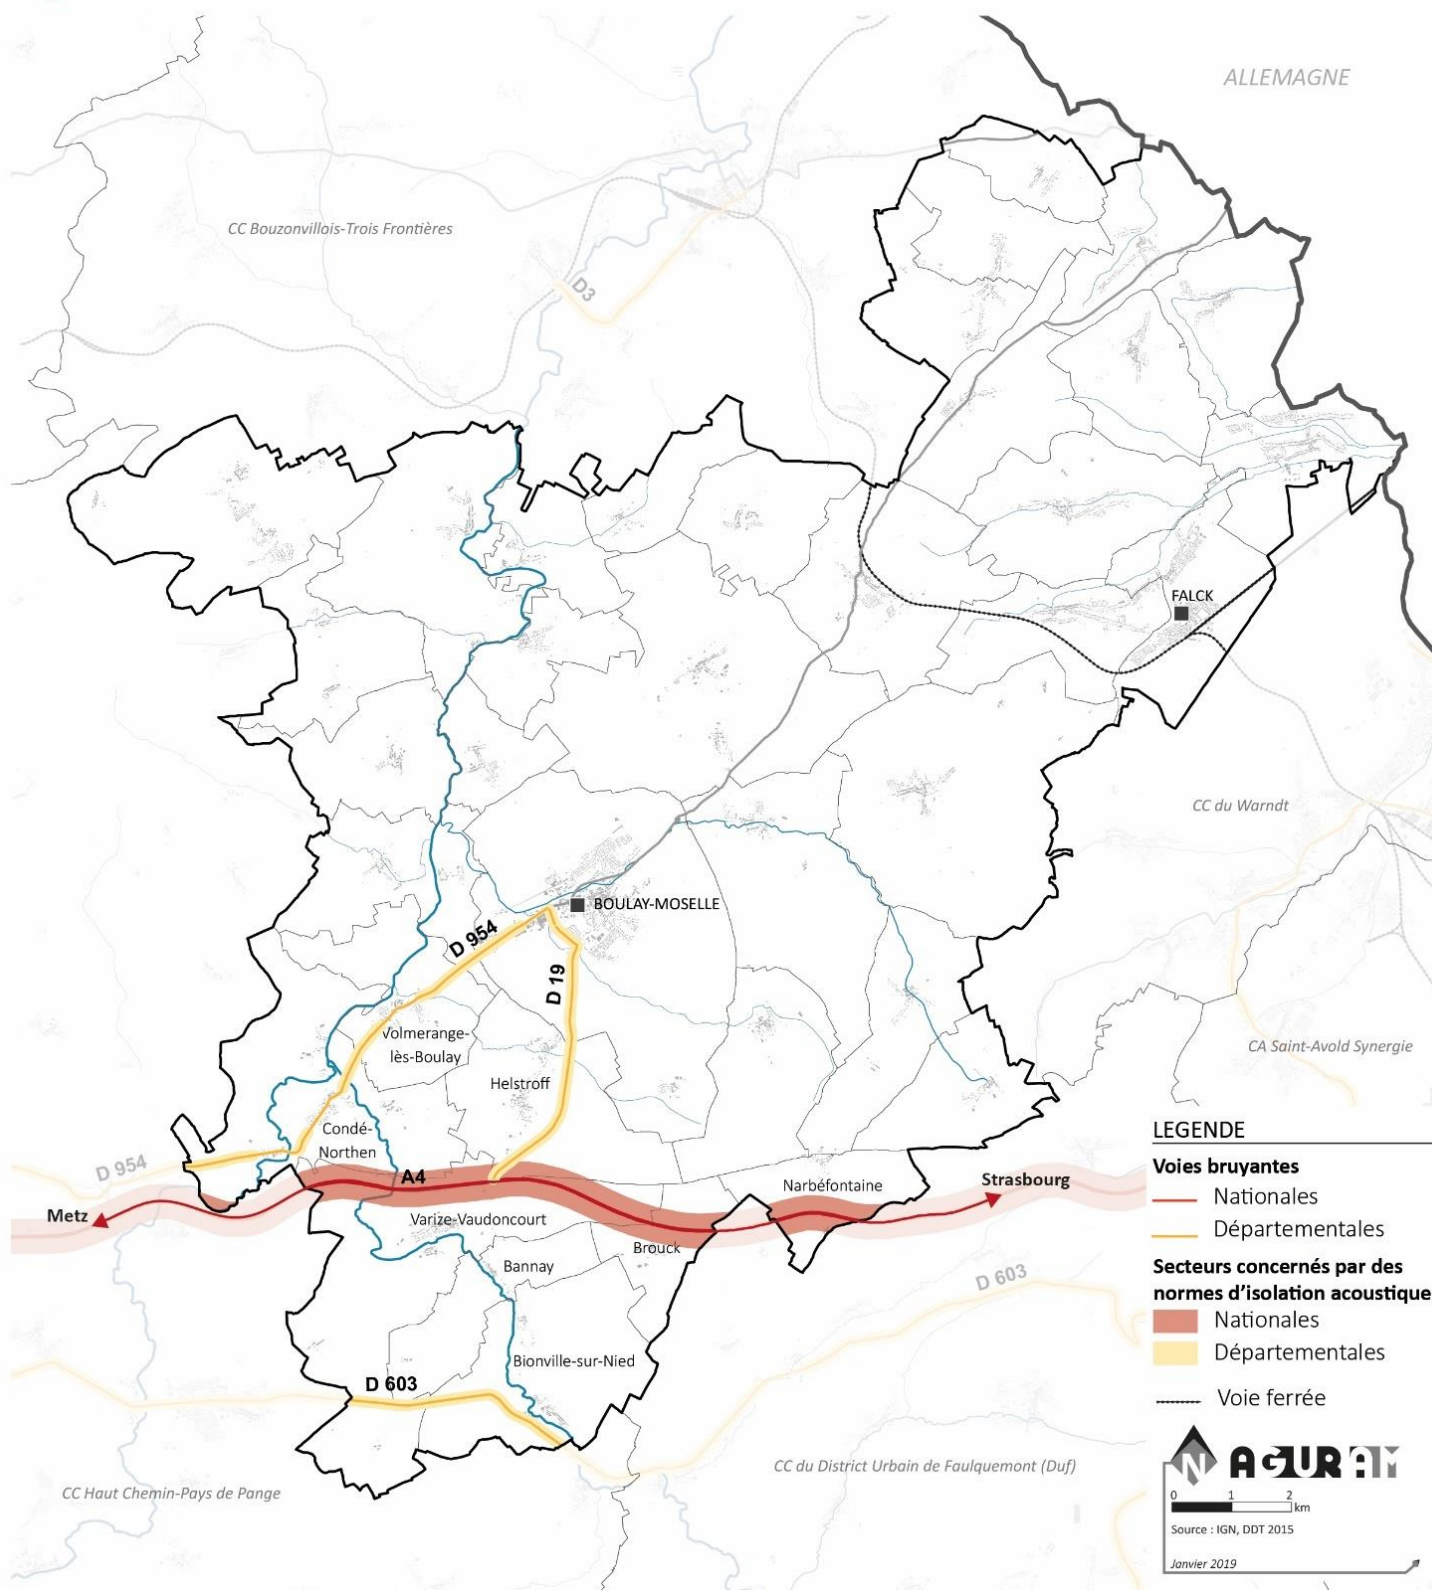 ALLEMAGNE
CC Bouzonvillois-Trois Frontières
D3
FALCK
CC du Warndt
BOULAY-MOSELLE
D 954
D 19
Volmerange-
lès-Boulay
CA Saint-Avold Synergie
Helstroff
Condé-
Northen
D 954
A4
Metz
Narbéfontaine
Strasbourg
Varize-Vaudoncourt
Brouck
Bannay
D 603
Bionville-sur-Nied
D 603
CC du District Urbain de Faulquemont (Duf)
CC Haut Chemin-Pays de Pange
LEGENDE
Voies bruyantes
Nationales
Départementales
Secteurs concernés par des
normes d'isolation acoustique
Nationales
Départementales
Voie ferrée
N
AGURAM
0 1 2
km
Source : IGN, DDT 2015
Janvier 2019